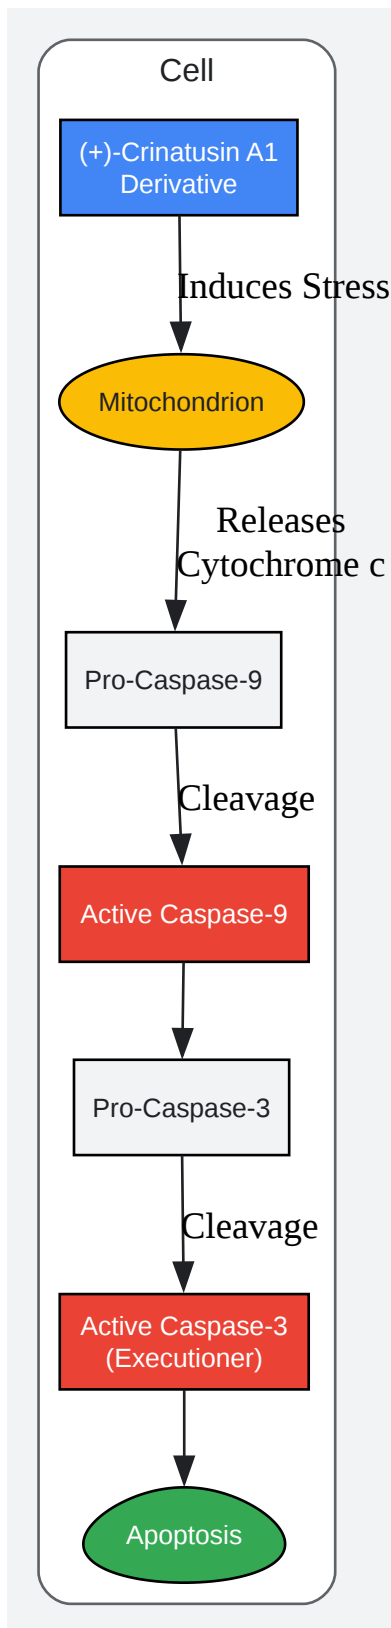 Cell
(+)-Crinatusin A1
Derivative
Induces Stress
Mitochondrion
Releases
Cytochrome c
Pro-Caspase-9
Cleavage
Active Caspase-9
Pro-Caspase-3
Cleavage
Active Caspase-3
(Executioner)
Apoptosis